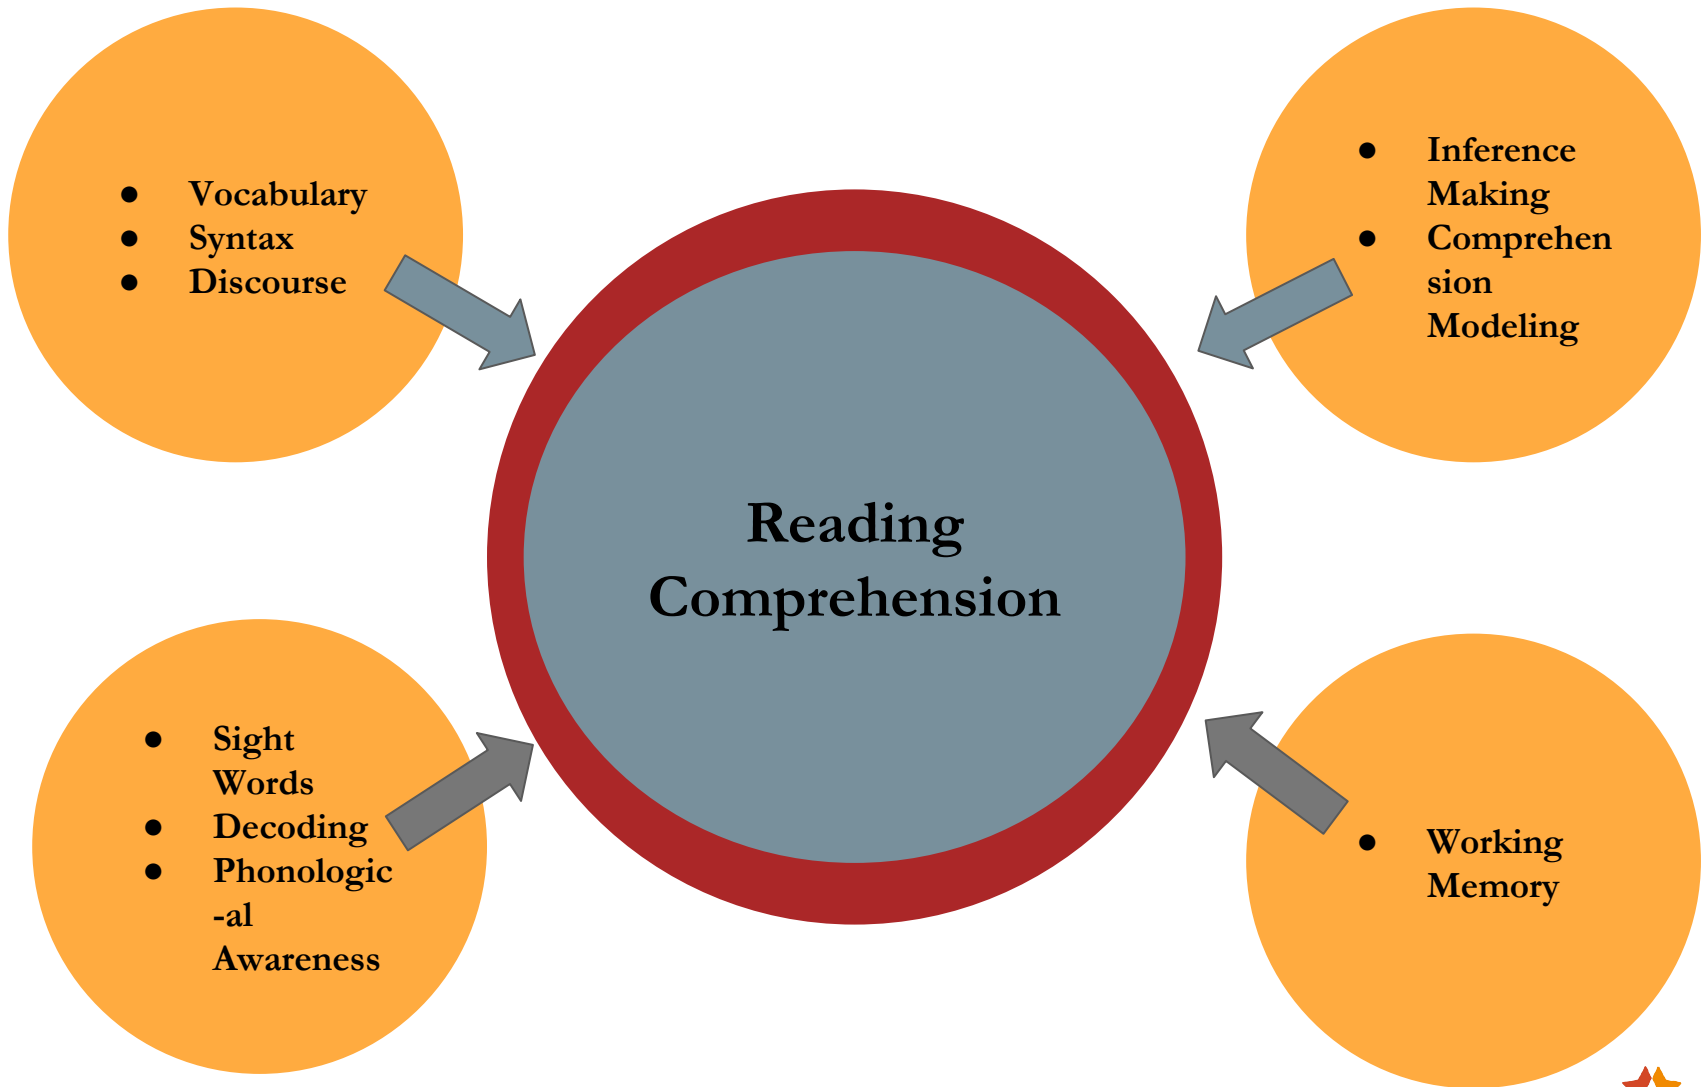 ● Vocabulary
● Syntax
● Discourse
● Inference
Making
● Comprehen
sion
Modeling
Reading
Comprehension
● Sight
Words
● Decoding
● Phonologic
-al
Awareness
● Working
Memory